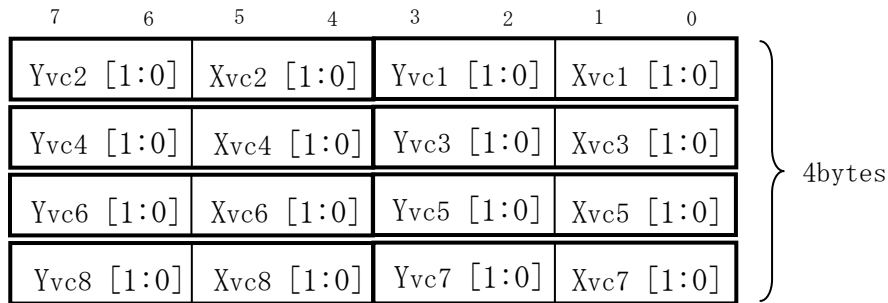 7 6 5 4 3 2 1 0
Yvc2 [1:0] Xvc2 [1:0] Yvc1 [1:0] Xvc1 [1:0]
Yvc4 [1:0] Xvc4 [1:0] Yvc3 [1:0] Xvc3 [1:0]
4bytes
Yvc6 [1:0] Xvc6 [1:0] Yvc5 [1:0] Xvc5 [1:0]
Yvc8 [1:0] Xvc8 [1:0] Yvc7 [1:0] Xvc7 [1:0]